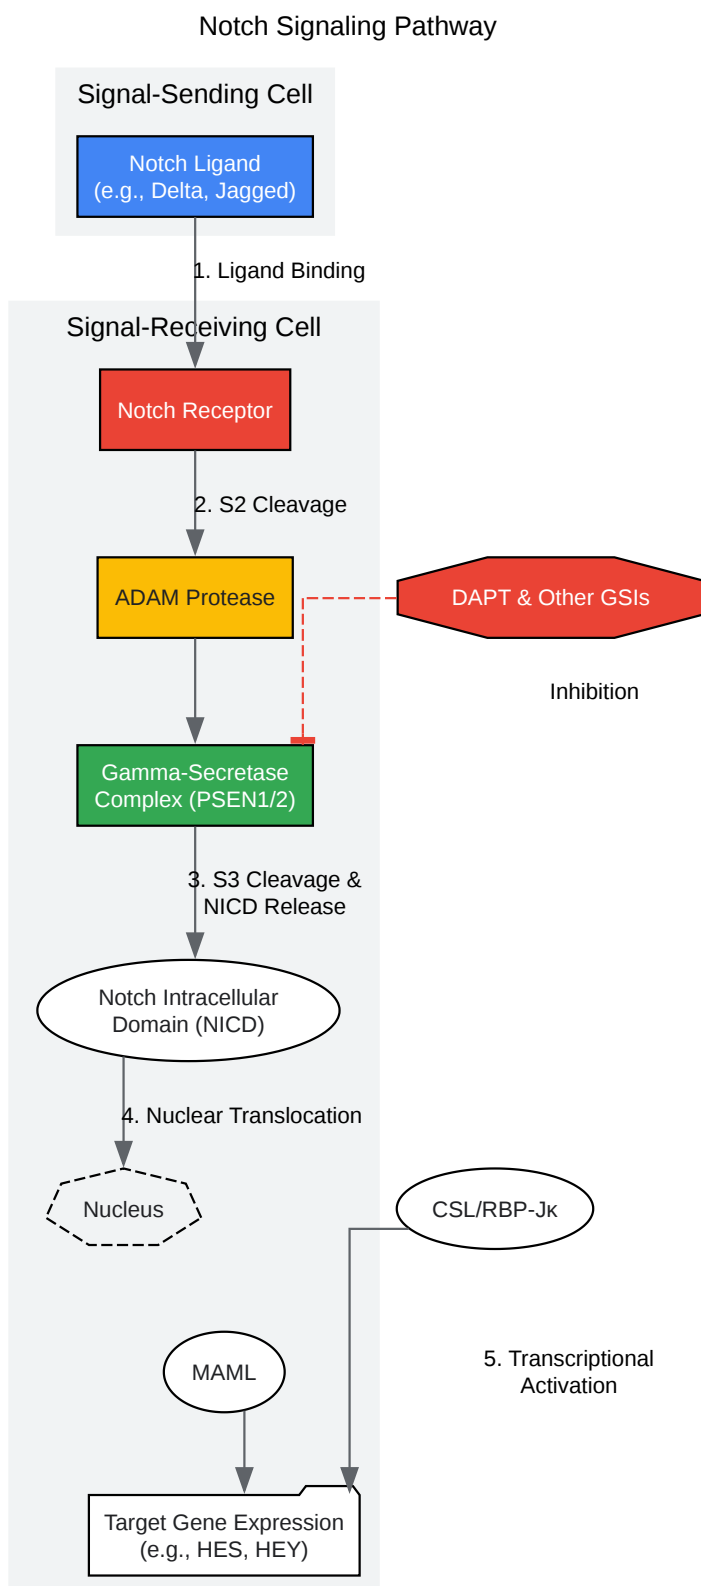 Notch Signaling Pathway
Signal-Sending Cell
Notch Ligand
(e.g., Delta, Jagged)
1. Ligand Binding
Signal-Receiving Cell
Notch Receptor
2. S2 Cleavage
ADAM Protease
DAPT & Other GSIs
Inhibition
Gamma-Secretase
Complex (PSEN1/2)
3. S3 Cleavage &
NICD Release
Notch Intracellular
Domain (NICD)
4. Nuclear Translocation
Nucleus
CSL/RBP-Jκ
MAML
5. Transcriptional
Activation
Target Gene Expression
(e.g., HES, HEY)